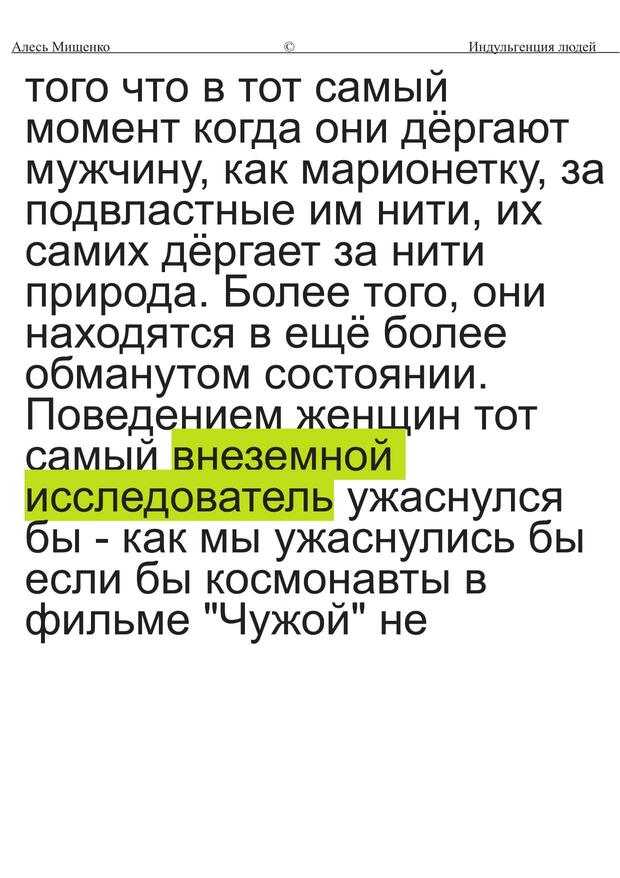 Алесь Мищенко © Индульгенция людей
того что в тот самый
момент когда они дёргают
мужчину, как марионетку, за
подвластные им нити, их
самих дёргает за нити
природа. Более того, они
находятся в ещё более
обманутом состоянии.
Поведением женщин тот
самый внеземной
исследователь ужаснулся
бы - как мы ужаснулись бы
если бы космонавты в
фильме "Чужой" не